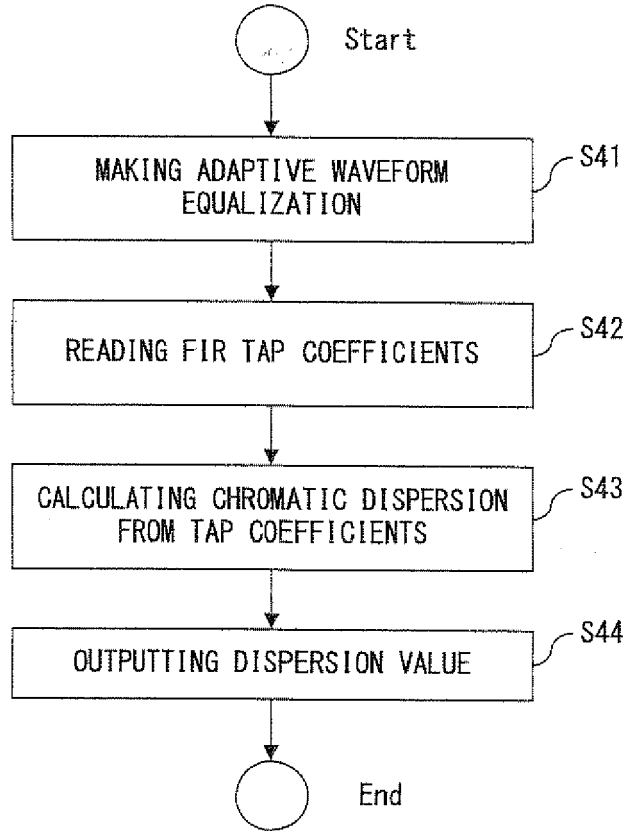 Start
MAKING ADAPTIVE WAVEFORM
EQUALIZATION
S41
READING FIR TAP COEFFICIENTS
S42
CALCULATING CHROMATIC DISPERSION
FROM TAP COEFFICIENTS
S43
OUTPUTTING DISPERSION VALUE
S44
End